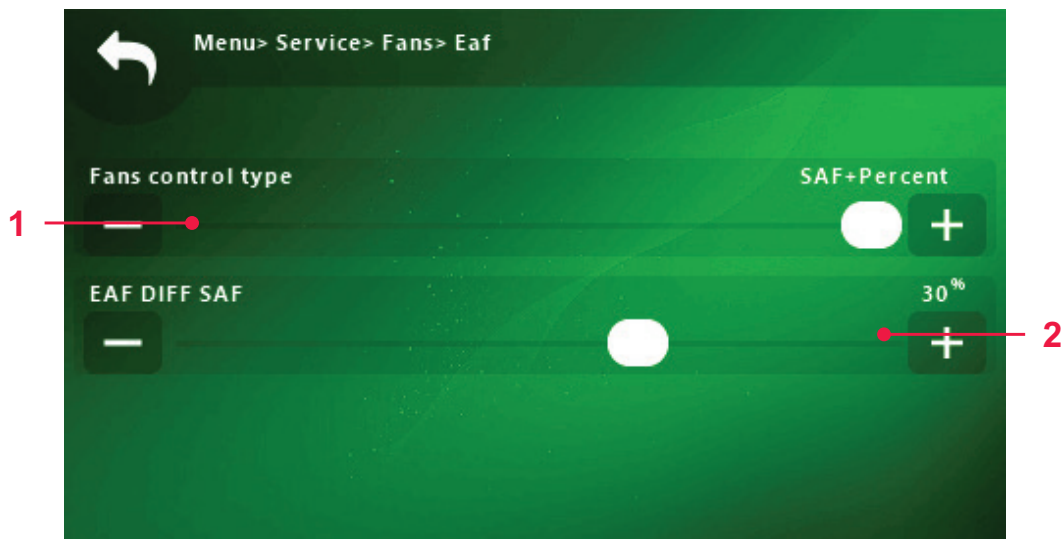 Menu> Service> Fans> Eaf
Fans control type SAF+Percent
1
EAF DIFF SAF 30%
2